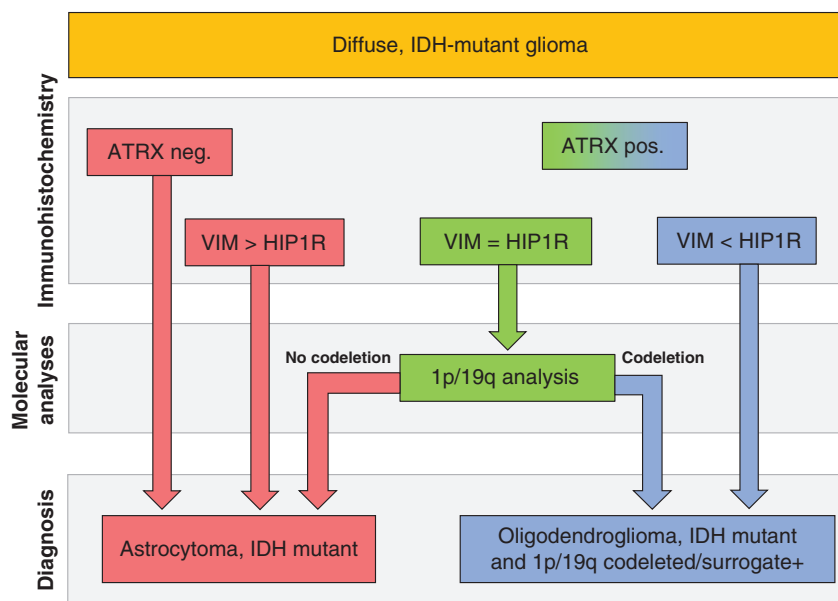 Diffuse, IDH-mutant glioma
Immunohistochemistry
ATRX neg.
ATRX pos.
VIM > HIP1R
VIM = HIP1R
VIM < HIP1R
Molecular
analyses
No codeletion
1p/19q analysis
Codeletion
Diagnosis
Astrocytoma, IDH mutant
Oligodendroglioma, IDH mutant
and 1p/19q codeleted/surrogate+